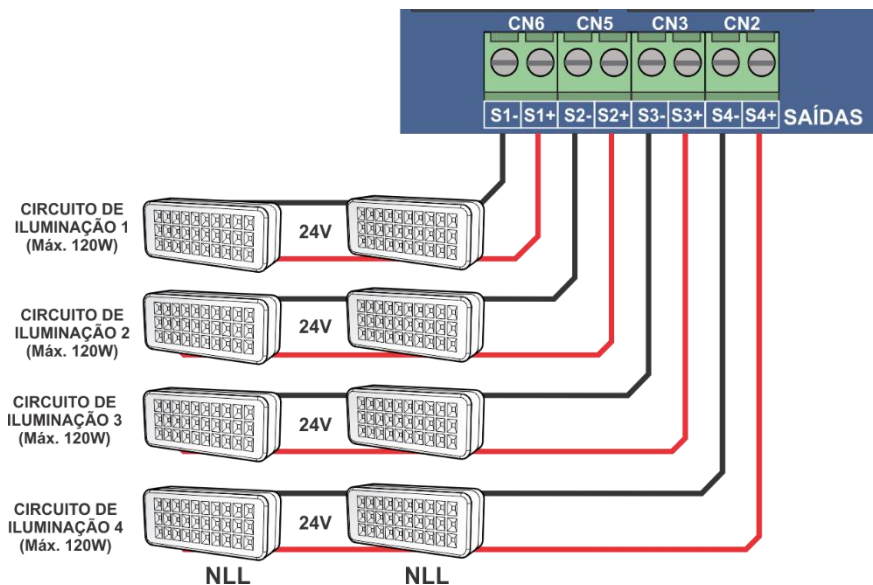 CN6 CN5 CN3 CN2
S1- S1+ S2- S2+ S3- S3+ S4- S4+ SAÍDAS
CIRCUITO DE
ILUMINAÇÃO 1
(Máx. 120W)
24V
CIRCUITO DE
ILUMINAÇÃO 2
(Máx. 120W)
24V
CIRCUITO DE
ILUMINAÇÃO 3
(Máx. 120W)
24V
CIRCUITO DE
ILUMINAÇÃO 4
(Máx. 120W)
24V
NLL NLL